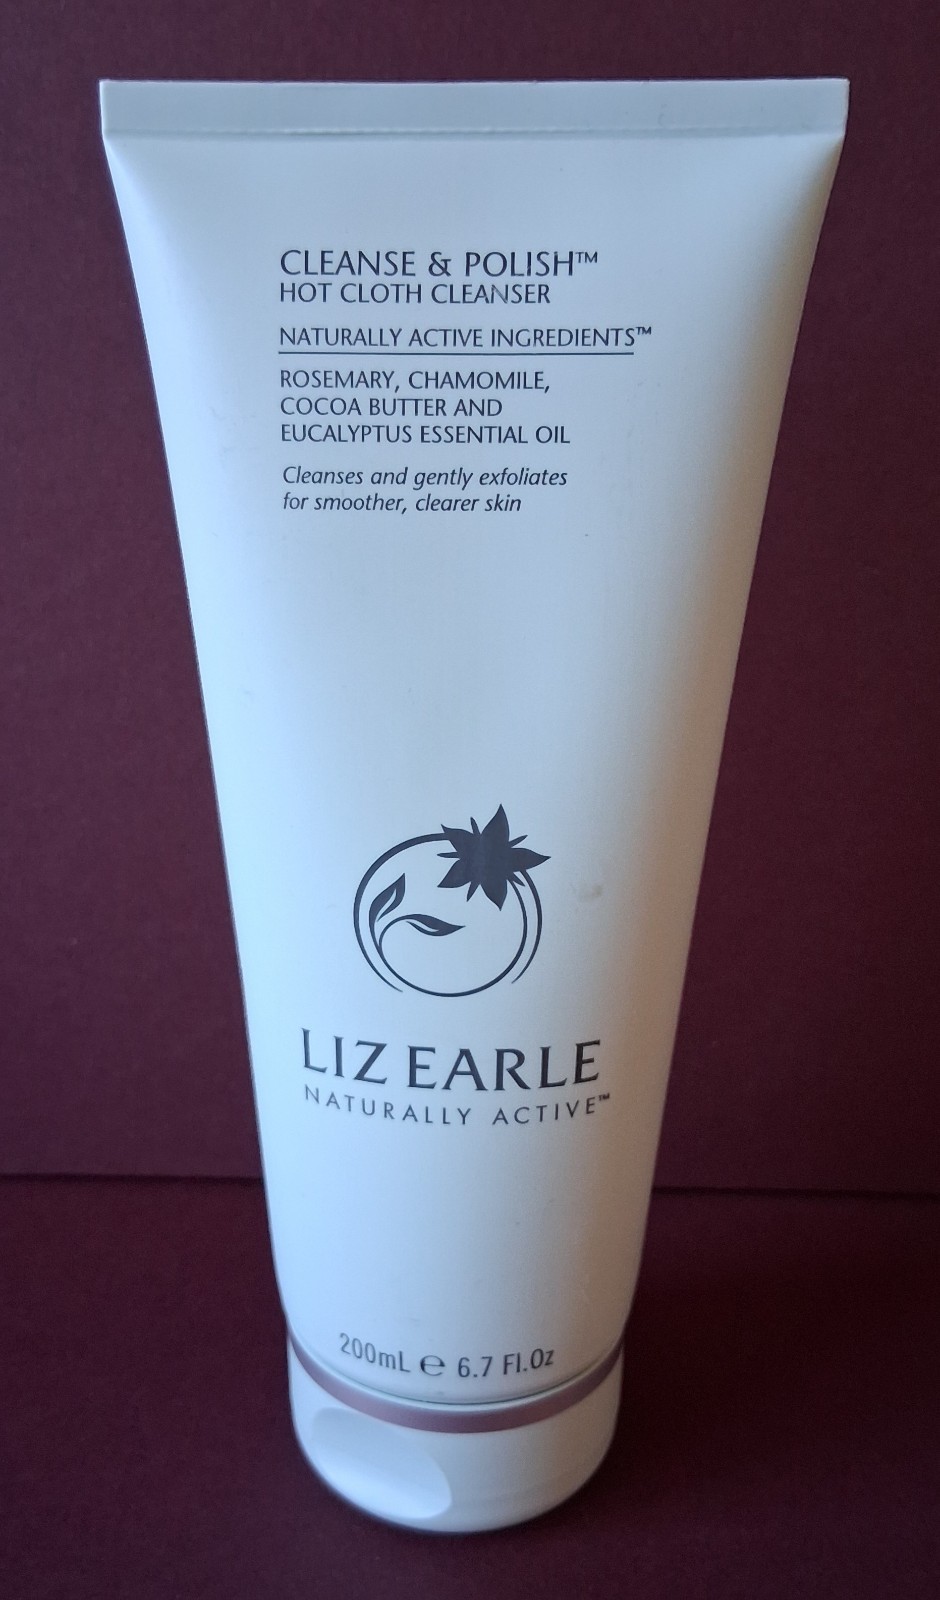 CLEANSE & POLISH™
HOT CLOTH CLEANSER
NATURALLY ACTIVE INGREDIENTS™
ROSEMARY, CHAMOMILE,
COCOA BUTTER AND
EUCALYPTUS ESSENTIAL OIL
Cleanses and gently exfoliates
for smoother, clearer skin
LIZ EARLE
NATURALLY ACTIVE™
200mL ℮ 6.7 Fl.Oz